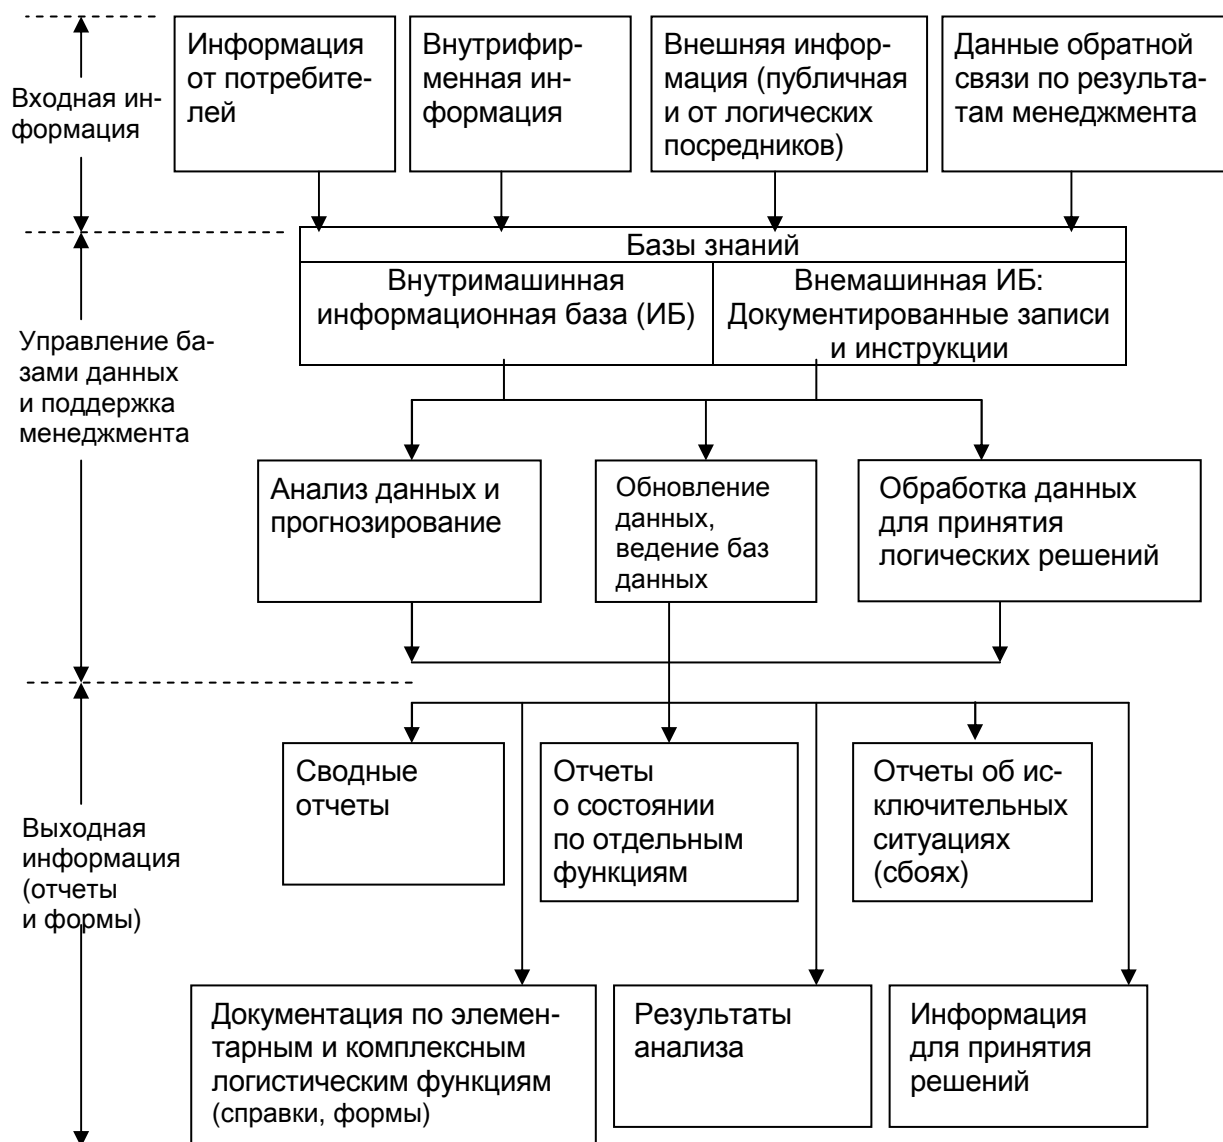 Входная ин-
формация
Информация
от потребите-
лей
Внутрифир-
менная ин-
формация
Внешняя инфор-
мация (публичная
и от логических
посредников)
Данные обратной
связи по результа-
там менеджмента
Управление ба-
зами данных
и поддержка
менеджмента
Базы знаний
Внутримашинная
информационная база (ИБ)
Внемашинная ИБ:
Документированные записи
и инструкции
Анализ данных и
прогнозирование
Обновление
данных,
ведение баз
данных
Обработка данных
для принятия
логических решений
Выходная
информация
(отчеты
и формы)
Сводные
отчеты
Отчеты
о состоянии
по отдельным
функциям
Отчеты об ис-
ключительных
ситуациях
(сбоях)
Документация по элемен-
тарным и комплексным
логистическим функциям
(справки, формы)
Результаты
анализа
Информация
для принятия
решений